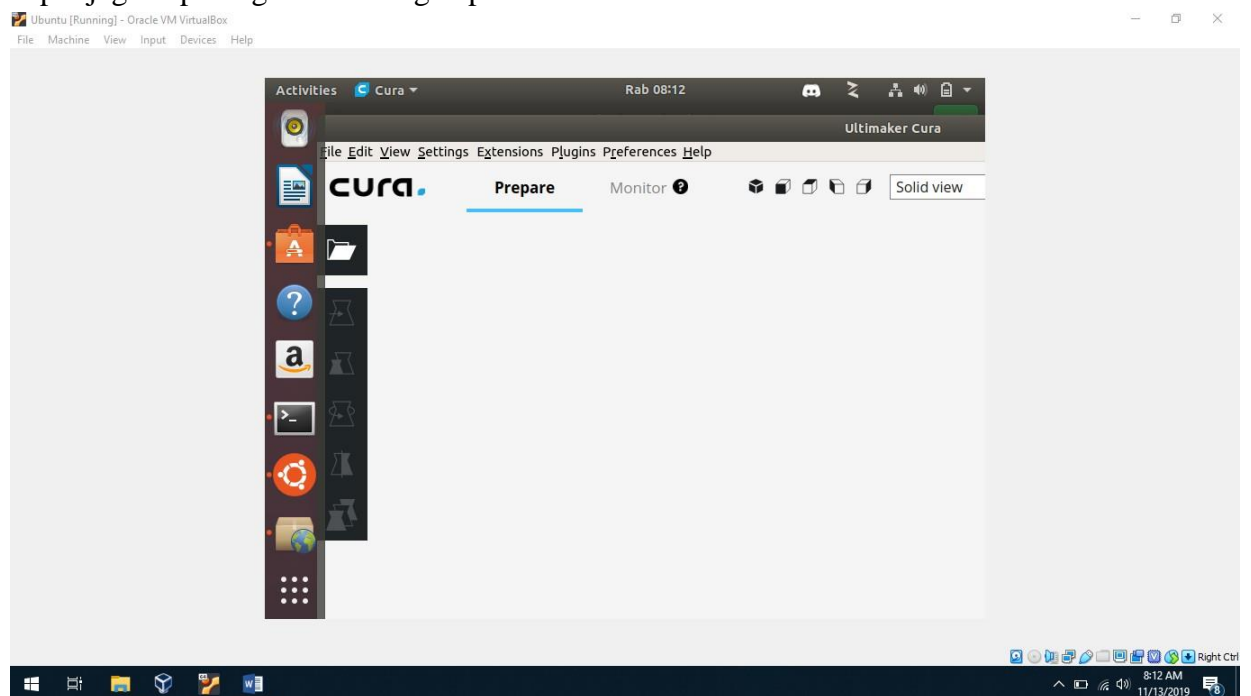 Ubuntu [Running] - Oracle VM VirtualBox
File Machine View Input Devices Help
Activities Cura Rab 08:12
Ultimaker Cura
File Edit View Settings Extensions Plugins Preferences Help
cura. Prepare Monitor ? Solid view
?
a
>_
Right Ctrl
W
8:12 AM
11/13/2019
8